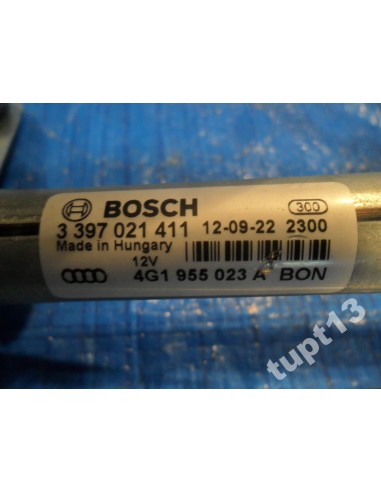 BOSCH 300
3 397 021 411 12-09-22 2300
Made in Hungary
12V
4G1 955 023 A BON
tupt13